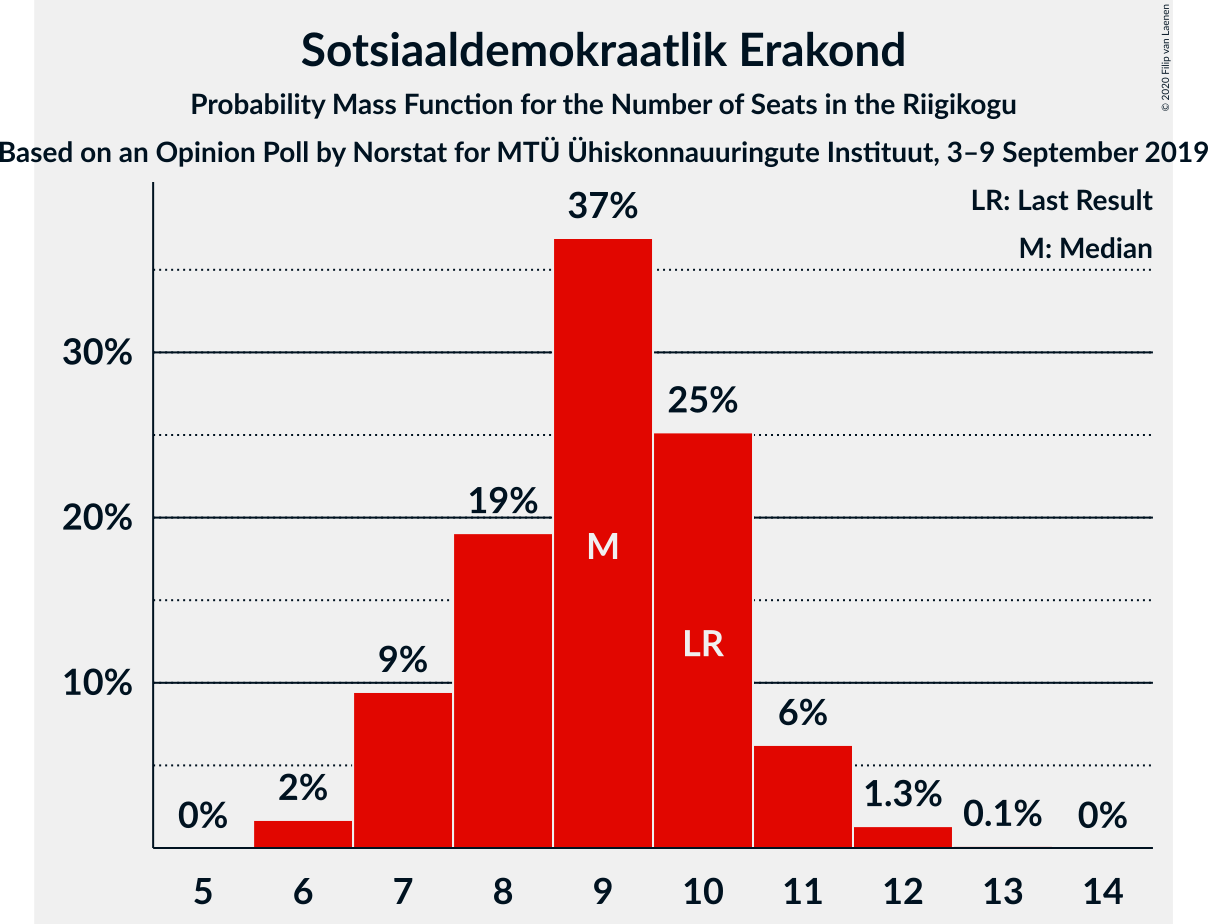 Sotsiaaldemokraatlik Erakond
Probability Mass Function for the Number of Seats in the Riigikogu
Based on an Opinion Poll by Norstat for MTÜ Ühiskonnauuringute Instituut, 3–9 September 2019
© 2020 Filip van Laenen
LR: Last Result
M: Median
37%
30%
25%
19%
20%
M
LR
9%
10%
6%
2%
1.3%
0%
0.1%
0%
5 6 7 8 9 10 11 12 13 14